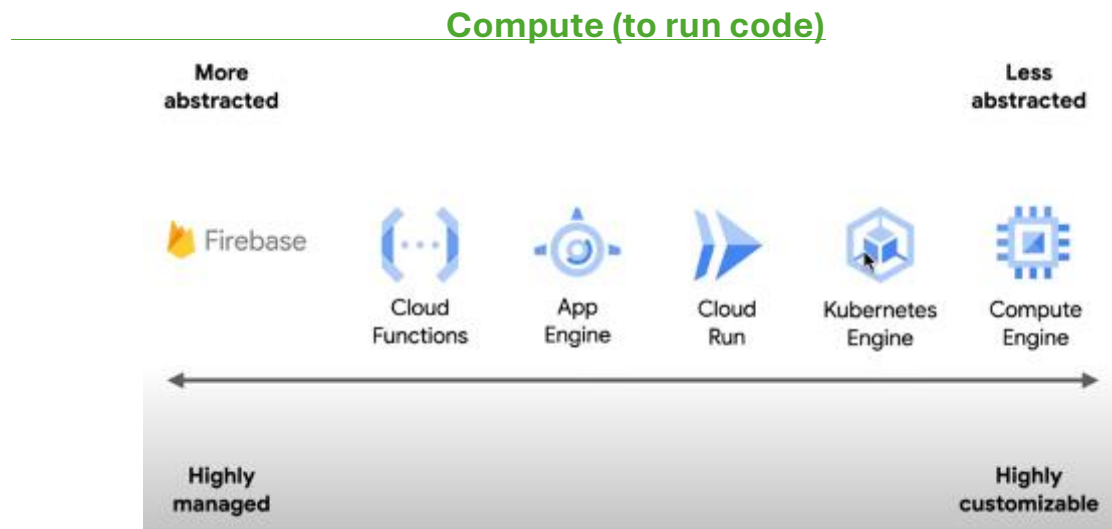 Compute (to run code)
More
abstracted
Less
abstracted
Firebase
Cloud
Functions
App
Engine
Cloud
Run
Kubernetes
Engine
Compute
Engine
Highly
managed
Highly
customizable